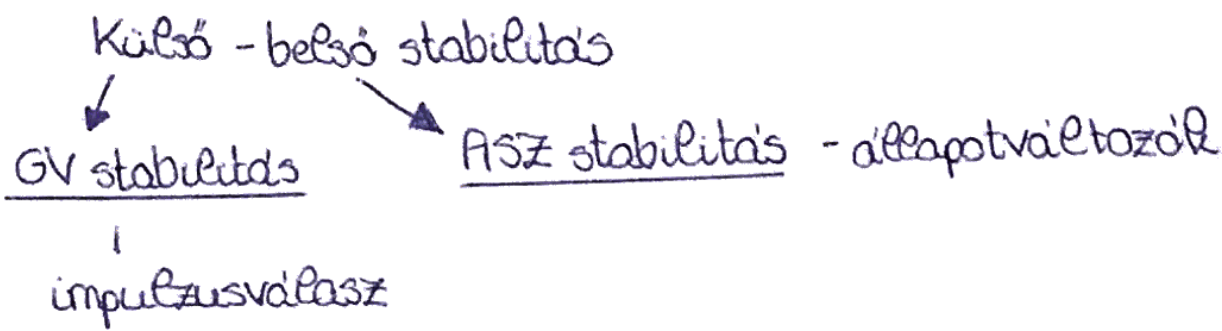 Külső - belső stabilitás
GV stabilitás
ASZ stabilitás - állapotváltozók
impulzusválasz